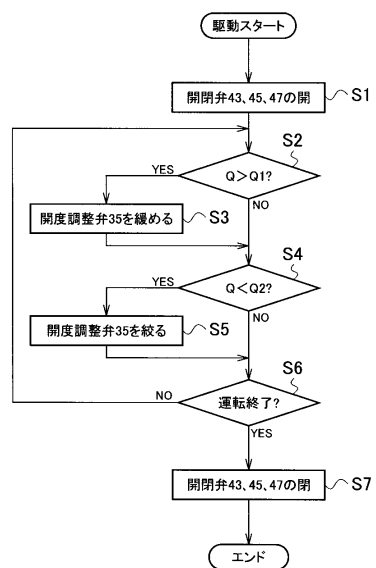 駆動スタート
開閉弁43、45、47の開
S1
S2
YES
Q>Q1?
NO
開度調整弁35を緩める
S3
S4
YES
Q<Q2?
NO
開度調整弁35を絞る
S5
S6
NO
運転終了?
YES
開閉弁43、45、47の閉
S7
エンド